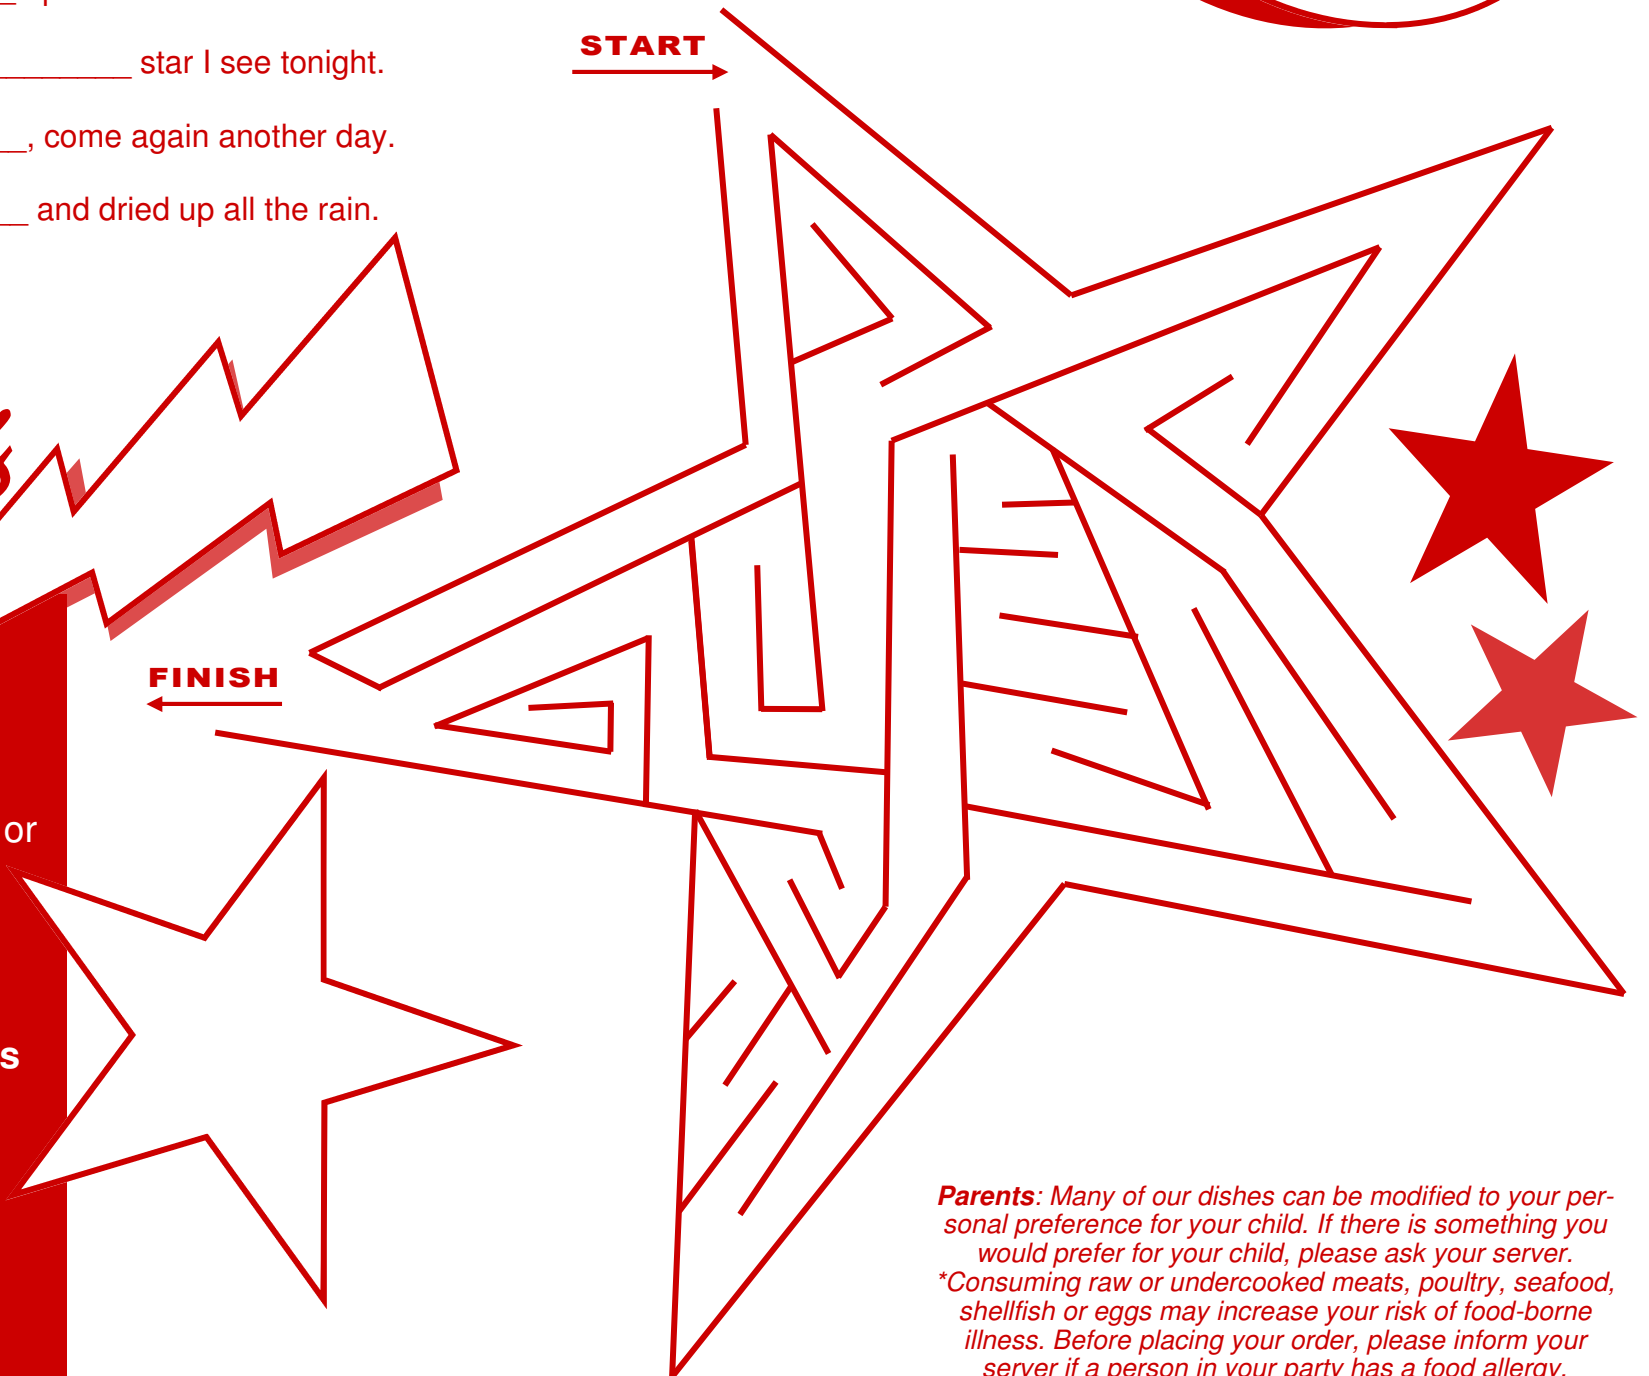 star I see tonight.
, come again another day.
and dried up all the rain.
START
FINISH
or
s
Parents: Many of our dishes can be modified to your per-
sonal preference for your child. If there is something you
would prefer for your child, please ask your server.
*Consuming raw or undercooked meats, poultry, seafood,
shellfish or eggs may increase your risk of food-borne
illness. Before placing your order, please inform your
server if a person in your party has a food allergy.